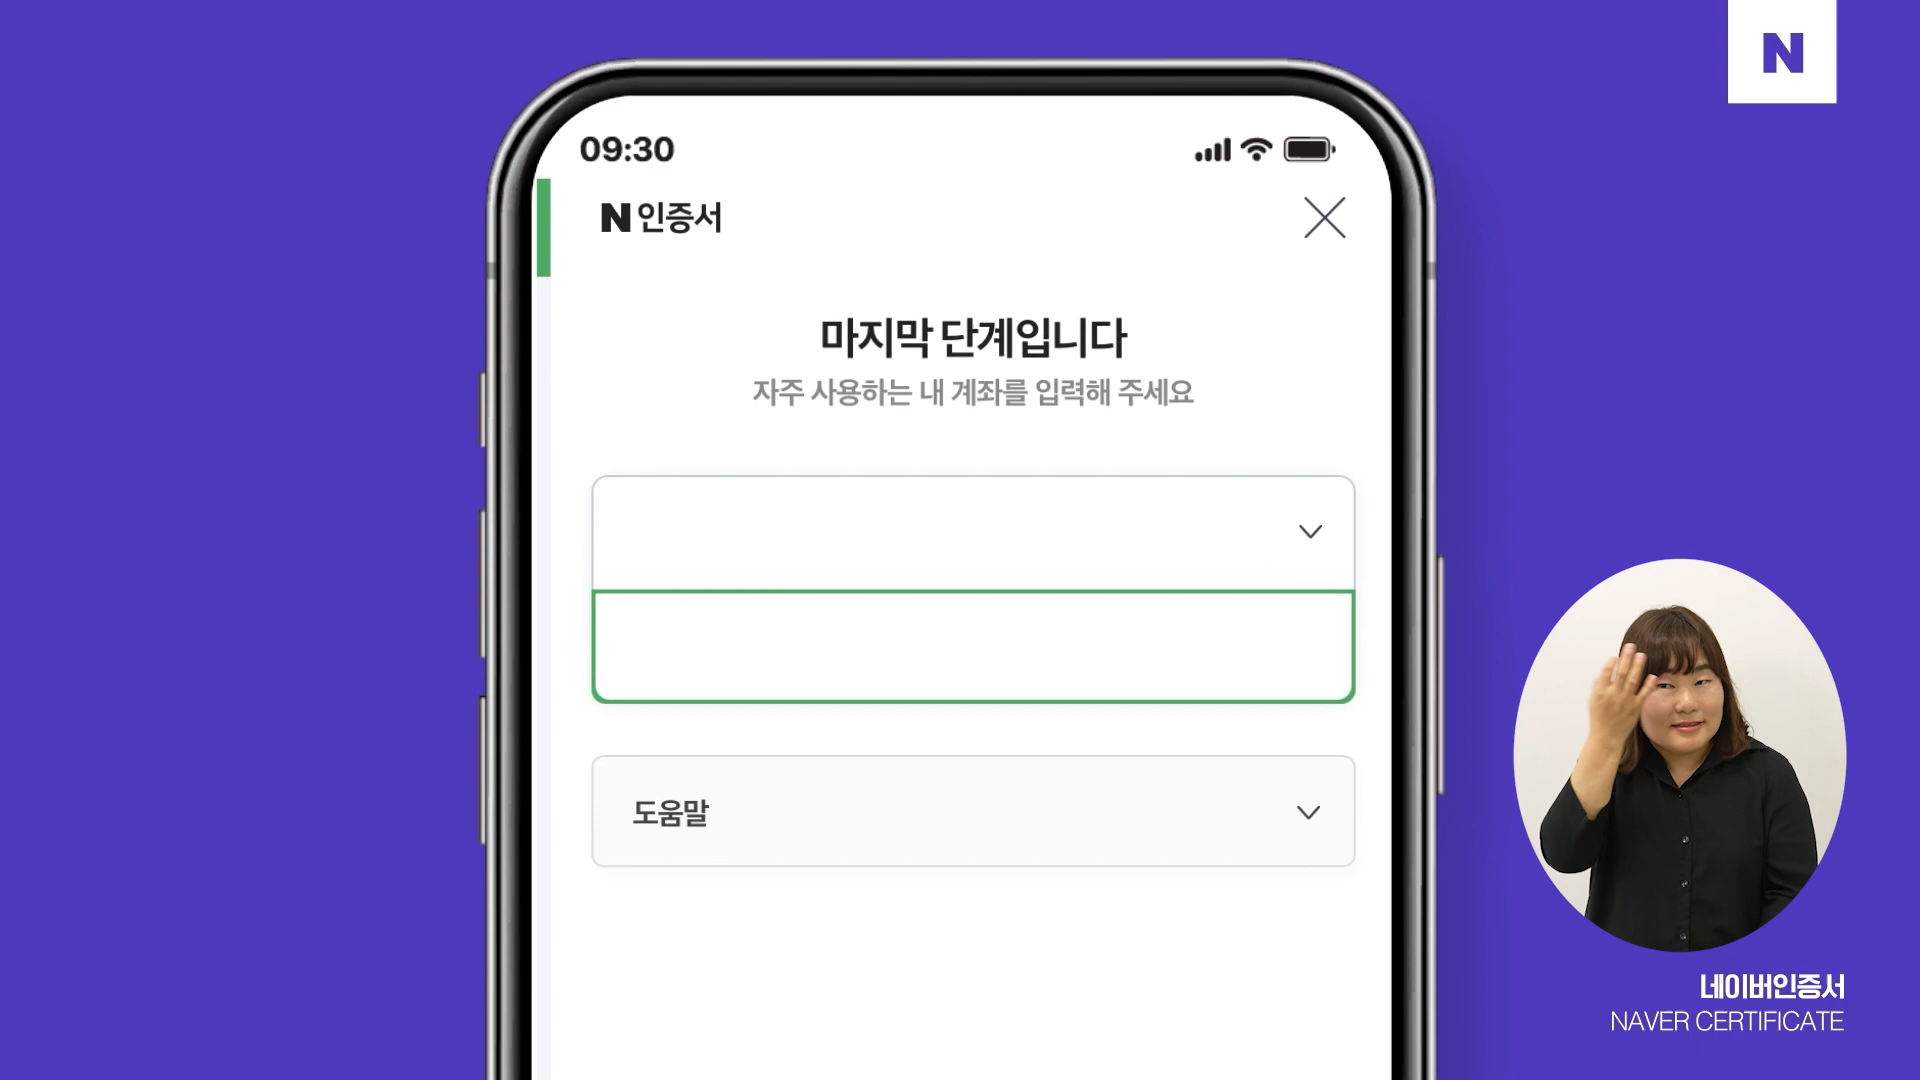 N
09:30
N 인증서
마지막 단계입니다
자주 사용하는 내 계좌를 입력해 주세요
도움말
네이버인증서
NAVER CERTIFICATE